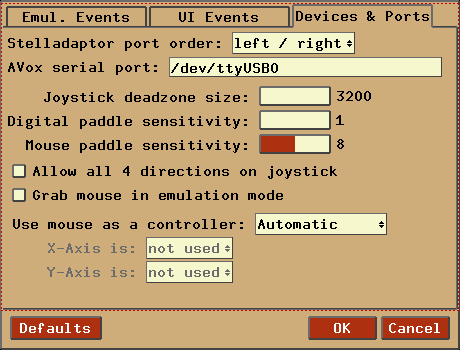 Emul. Events UI Events Devices & Ports
Stelladaptor port order: left / right
AVox serial port: /dev/ttyUSB0
Joystick deadzone size: 3200
Digital paddle sensitivity: 1
Mouse paddle sensitivity: 8
Allow all 4 directions on joystick
Grab mouse in emulation mode
Use mouse as a controller: Automatic
X-Axis is: not used
Y-Axis is: not used
Defaults OK Cancel